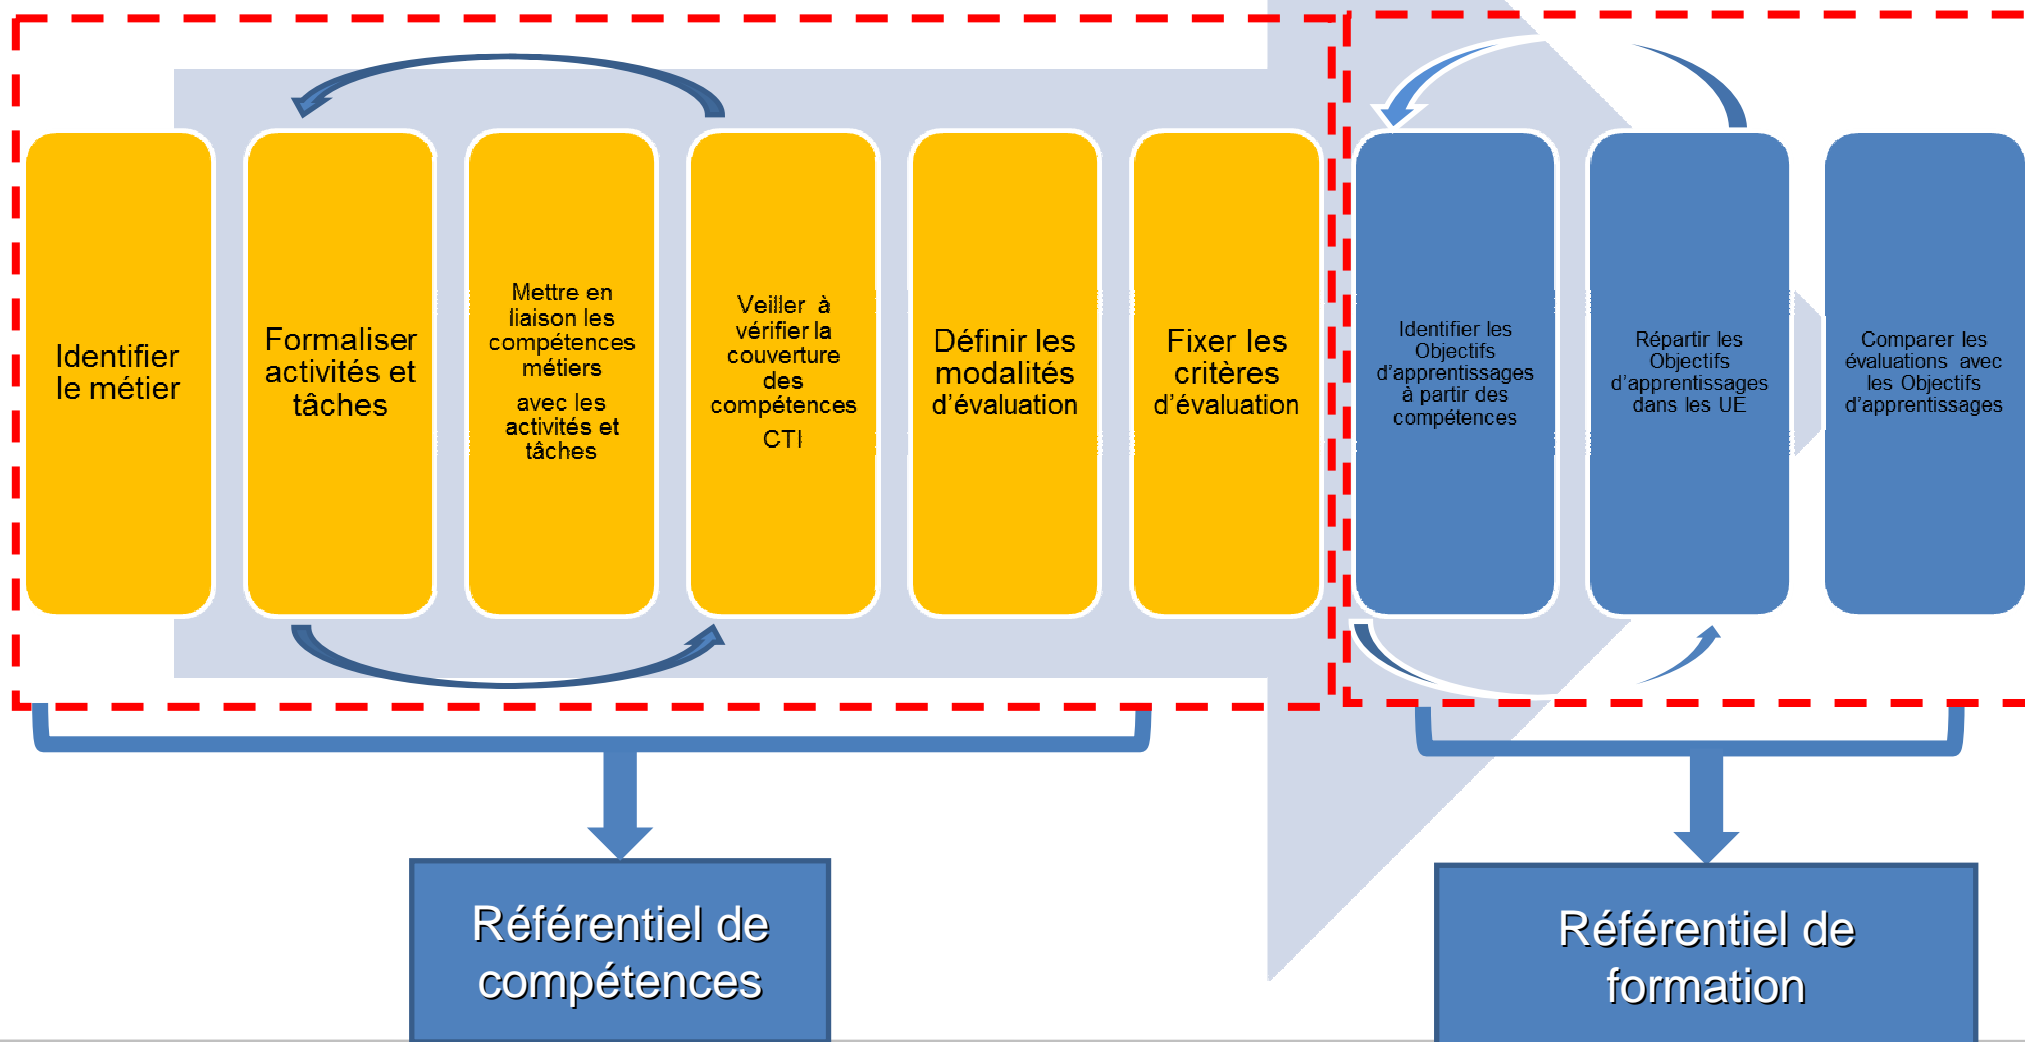 Identifier
le métier
Formaliser
activités et
tâches
Mettre en
liaison les
compétences
métiers
avec les
activités et
tâches
Veiller à
vérifier la
couverture
des
compétences
CTI
Définir les
modalités
d’évaluation
Fixer les
critères
d’évaluation
Identifier les
Objectifs
d’apprentissages
à partir des
compétences
Répartir les
Objectifs
d’apprentissages
dans les UE
Comparer les
évaluations avec
les Objectifs
d’apprentissages
Référentiel de
compétences
Référentiel de
formation